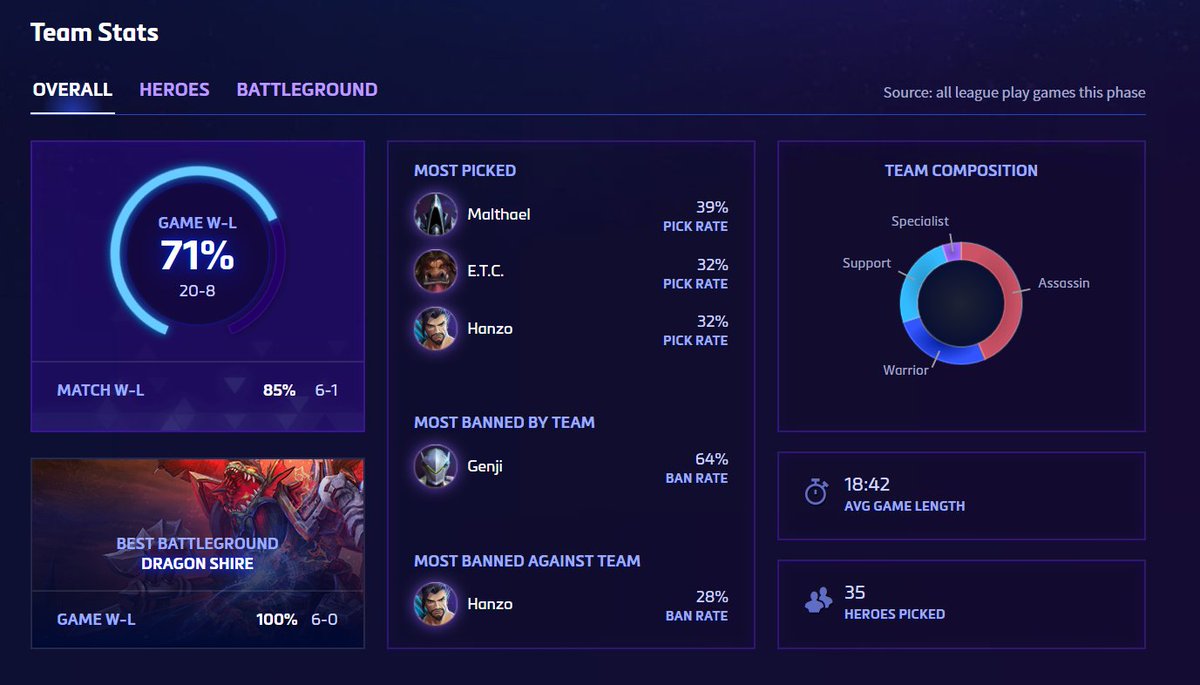 Team Stats
OVERALL HEROES BATTLEGROUND
Source: all league play games this phase
GAME W-L
71%
20-8
MATCH W-L 85% 6-1
BEST BATTLEGROUND
DRAGON SHIRE
GAME W-L 100% 6-0
MOST PICKED
Malthael 39%
PICK RATE
E.T.C. 32%
PICK RATE
Hanzo 32%
PICK RATE
MOST BANNED BY TEAM
Genji 64%
BAN RATE
MOST BANNED AGAINST TEAM
Hanzo 28%
BAN RATE
TEAM COMPOSITION
Specialist
Support
Assassin
Warrior
18:42
AVG GAME LENGTH
35
HEROES PICKED